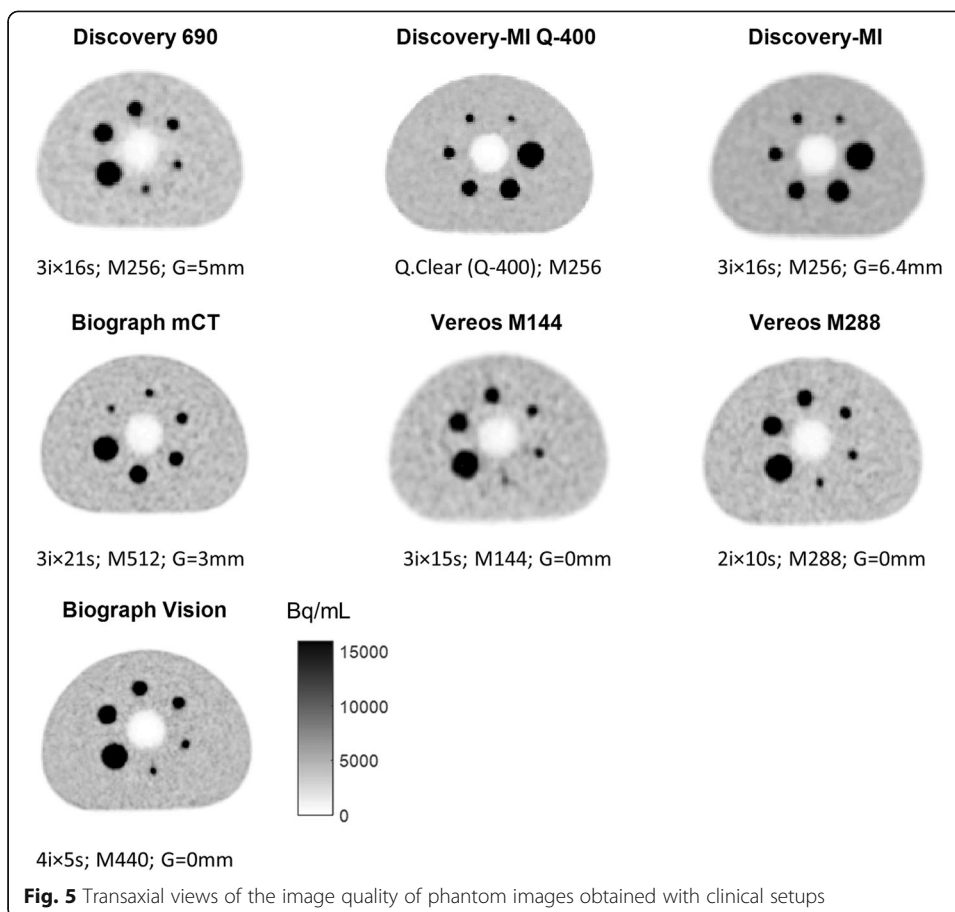 Discovery 690
Discovery-MI Q-400
Discovery-MI
3i×16s; M256; G=5mm
Q.Clear (Q-400); M256
3i×16s; M256; G=6.4mm
Biograph mCT
Vereos M144
Vereos M288
3i×21s; M512; G=3mm
3i×15s; M144; G=0mm
2i×10s; M288; G=0mm
Biograph Vision
Bq/mL
15000
10000
5000
0
4i×5s; M440; G=0mm
Fig. 5 Transaxial views of the image quality of phantom images obtained with clinical setups